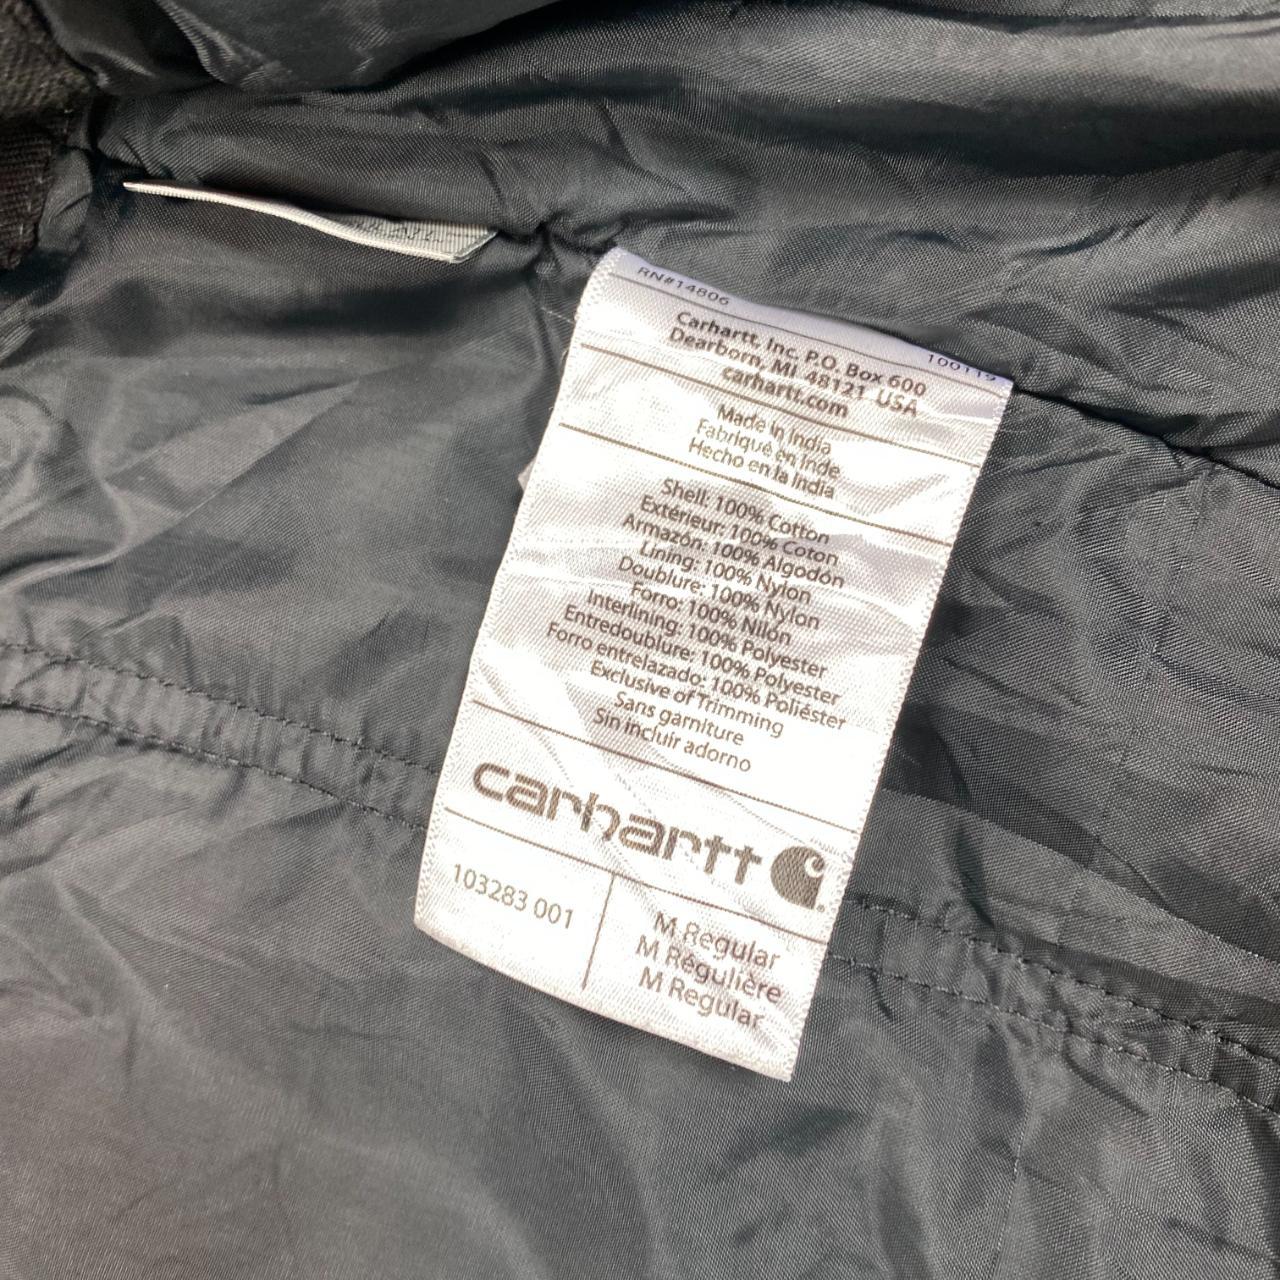 RN#14806
100119
Carhartt, Inc. P.O. Box 600
Dearborn, MI 48121 USA
carhartt.com
Made in India
Fabriqué en Inde
Hecho en la India
Shell: 100% Cotton
Extérieur: 100% Coton
Armazón: 100% Algodón
Lining: 100% Nylon
Doublure: 100% Nylon
Forro: 100% Nilón
Interlining: 100% Polyester
Entredoublure: 100% Polyester
Forro entrelazado: 100% Poliéster
Exclusive of Trimming
Sans garniture
Sin incluir adorno
carhartt
103283 001
M Regular
M Régulière
M Regular